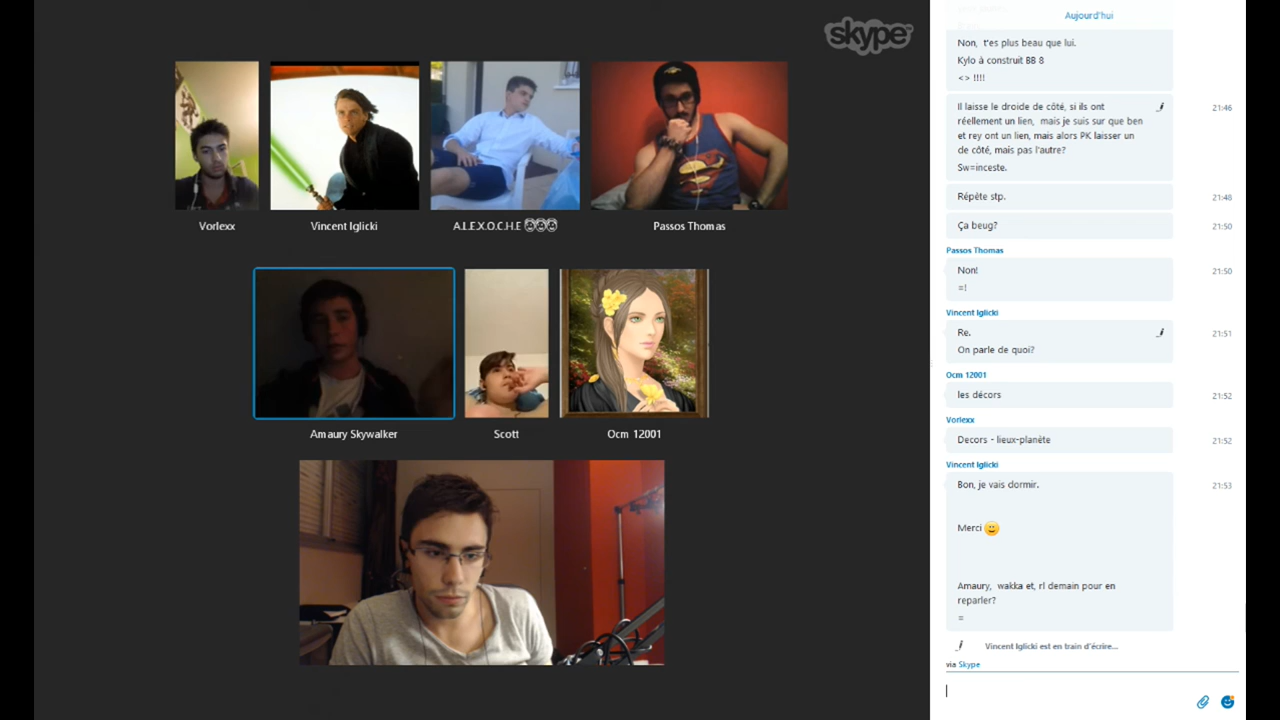 skype™
Vorlexx
Vincent Iglicki
A.L.E.X.O.C.H.E
Passos Thomas
Amaury Skywalker
Scott
Ocm 12001
Aujourd'hui
Non, t'es plus beau que lui.
Kylo à construit BB 8
<> !!!!
Il laisse le droide de côté, si ils ont
21:46
réellement un lien, mais je suis sur que ben
et rey ont un lien, mais alors PK laisser un
de côté, mais pas l'autre?
Sw=inceste.
Répète stp.
21:48
Ça beug?
21:50
Passos Thomas
Non!
21:50
=!
Vincent Iglicki
Re.
21:51
On parle de quoi?
Ocm 12001
les décors
21:52
Vorlexx
Decors - lieux-planète
21:52
Vincent Iglicki
Bon, je vais dormir.
21:53
Merci
Amaury, wakka et, rl demain pour en
reparler?
=
Vincent Iglicki est en train d'écrire...
via Skype